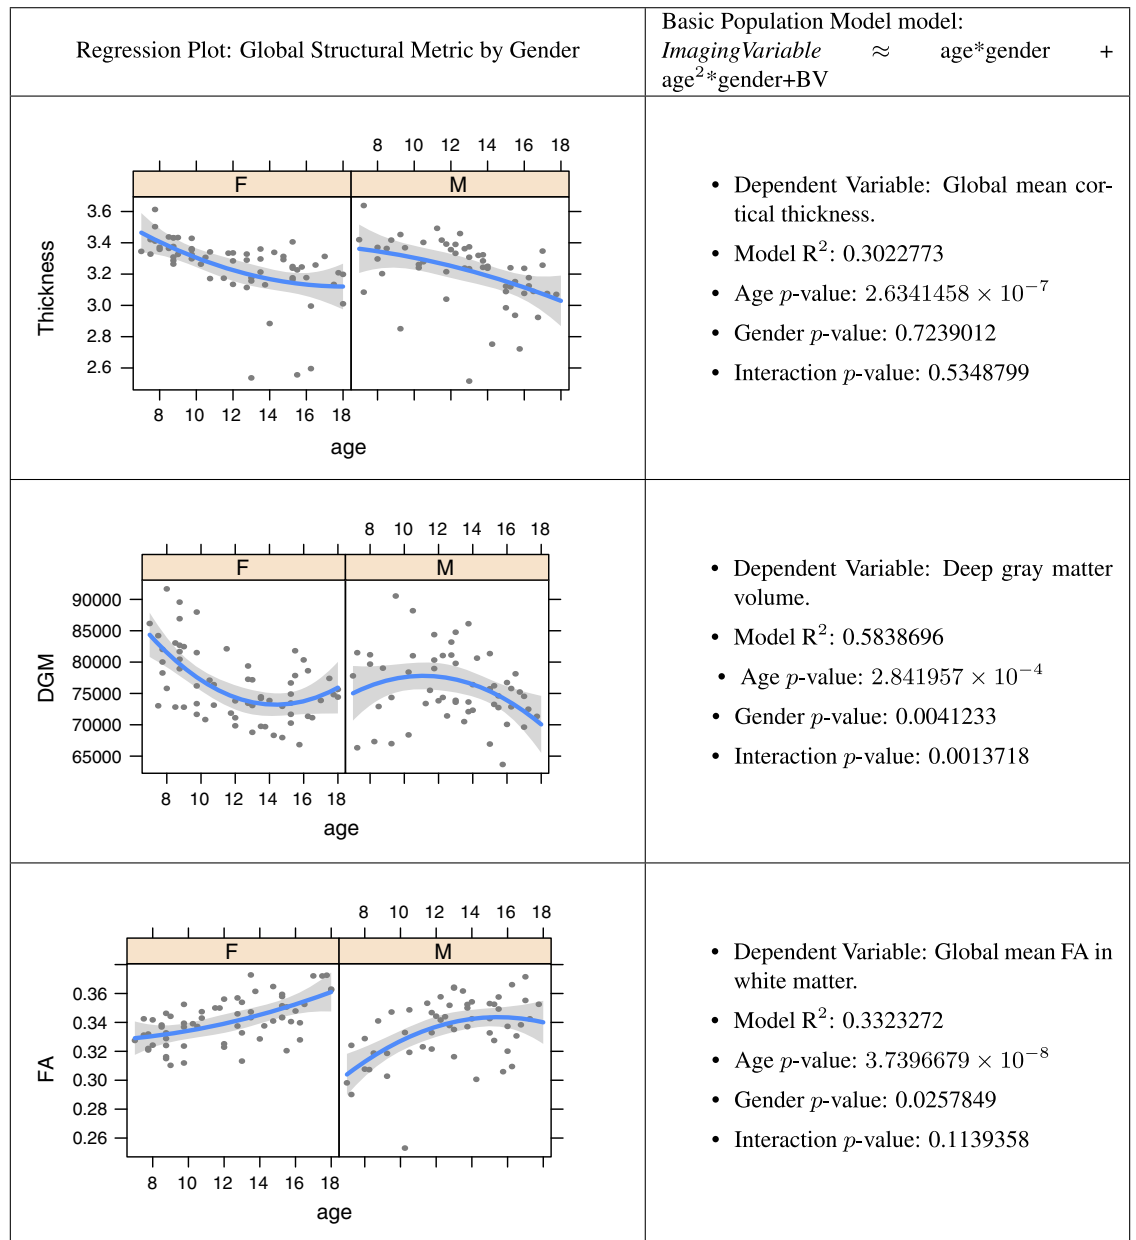 Regression Plot: Global Structural Metric by Gender
Basic Population Model model:
ImagingVariable ≈ age*gender +
age²*gender+BV
8 10 12 14 16 18
F M
3.6
3.4
3.2
3.0
2.8
2.6
Thickness
8 10 12 14 16 18
age
• Dependent Variable: Global mean cor-
tical thickness.
• Model R²: 0.3022773
• Age p-value: 2.6341458 × 10⁻⁷
• Gender p-value: 0.7239012
• Interaction p-value: 0.5348799
8 10 12 14 16 18
F M
90000
85000
80000
75000
70000
65000
DGM
8 10 12 14 16 18
age
• Dependent Variable: Deep gray matter
volume.
• Model R²: 0.5838696
• Age p-value: 2.841957 × 10⁻⁴
• Gender p-value: 0.0041233
• Interaction p-value: 0.0013718
8 10 12 14 16 18
F M
0.36
0.34
0.32
0.30
0.28
0.26
FA
8 10 12 14 16 18
age
• Dependent Variable: Global mean FA in
white matter.
• Model R²: 0.3323272
• Age p-value: 3.7396679 × 10⁻⁸
• Gender p-value: 0.0257849
• Interaction p-value: 0.1139358